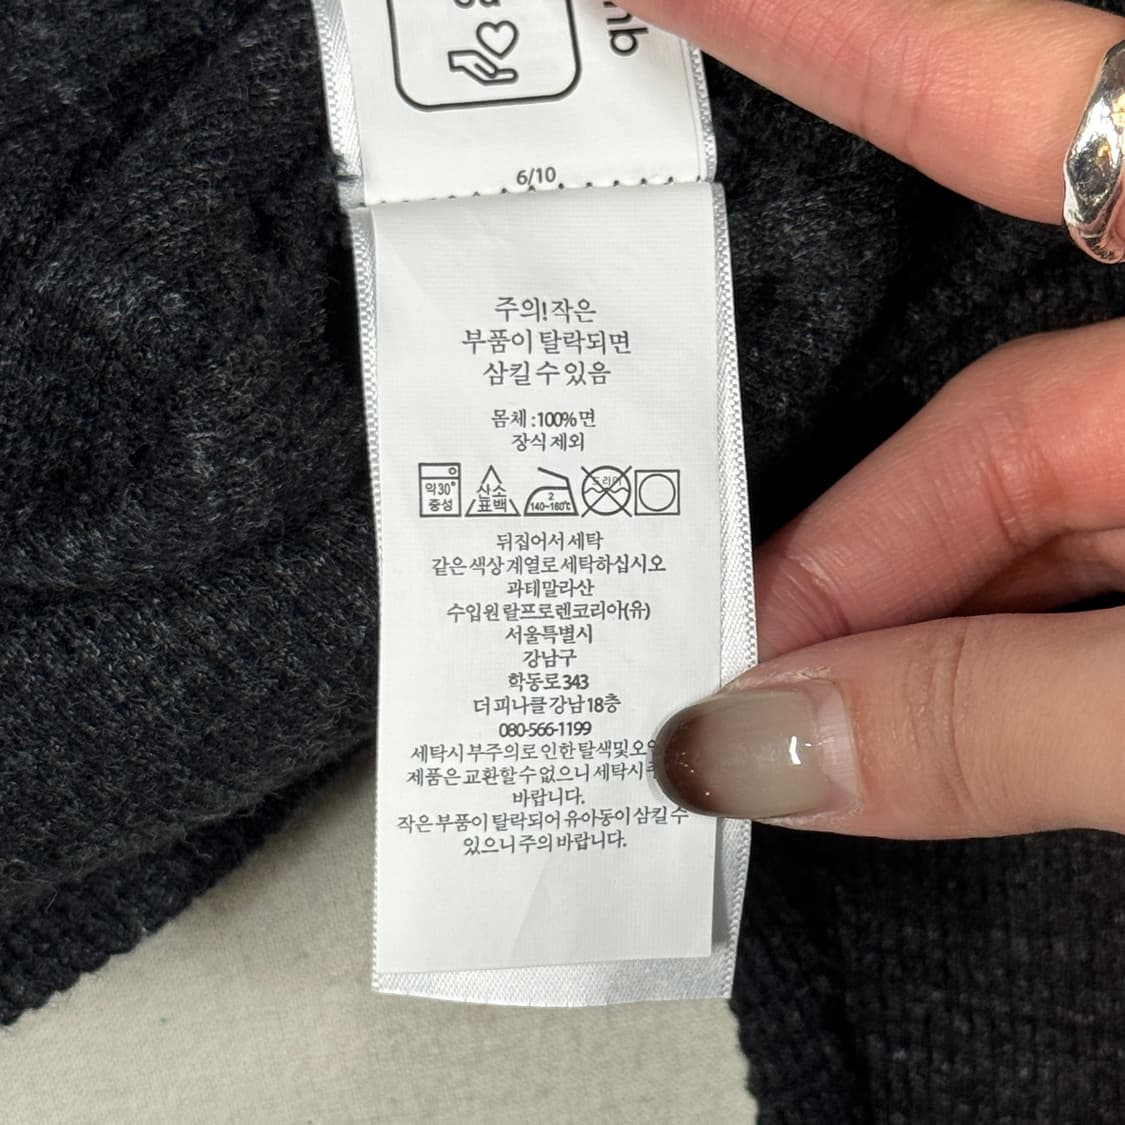 6/10
주의! 작은
부품이 탈락되면
삼킬 수 있음
몸체 : 100% 면
장식 제외
약30° 중성
산소 표백
2 140~160℃
드라이
뒤집어서 세탁
같은 색상 계열로 세탁하십시오
과테말라산
수입원 랄프로렌코리아(유)
서울특별시
강남구
학동로 343
더 피나클 강남 18층
080-566-1199
세탁시 부주의로 인한 탈색및
제품은 교환할 수 없으니 세탁시
바랍니다.
작은 부품이 탈락되어 유아동이 삼킬 수
있으니 주의 바랍니다.